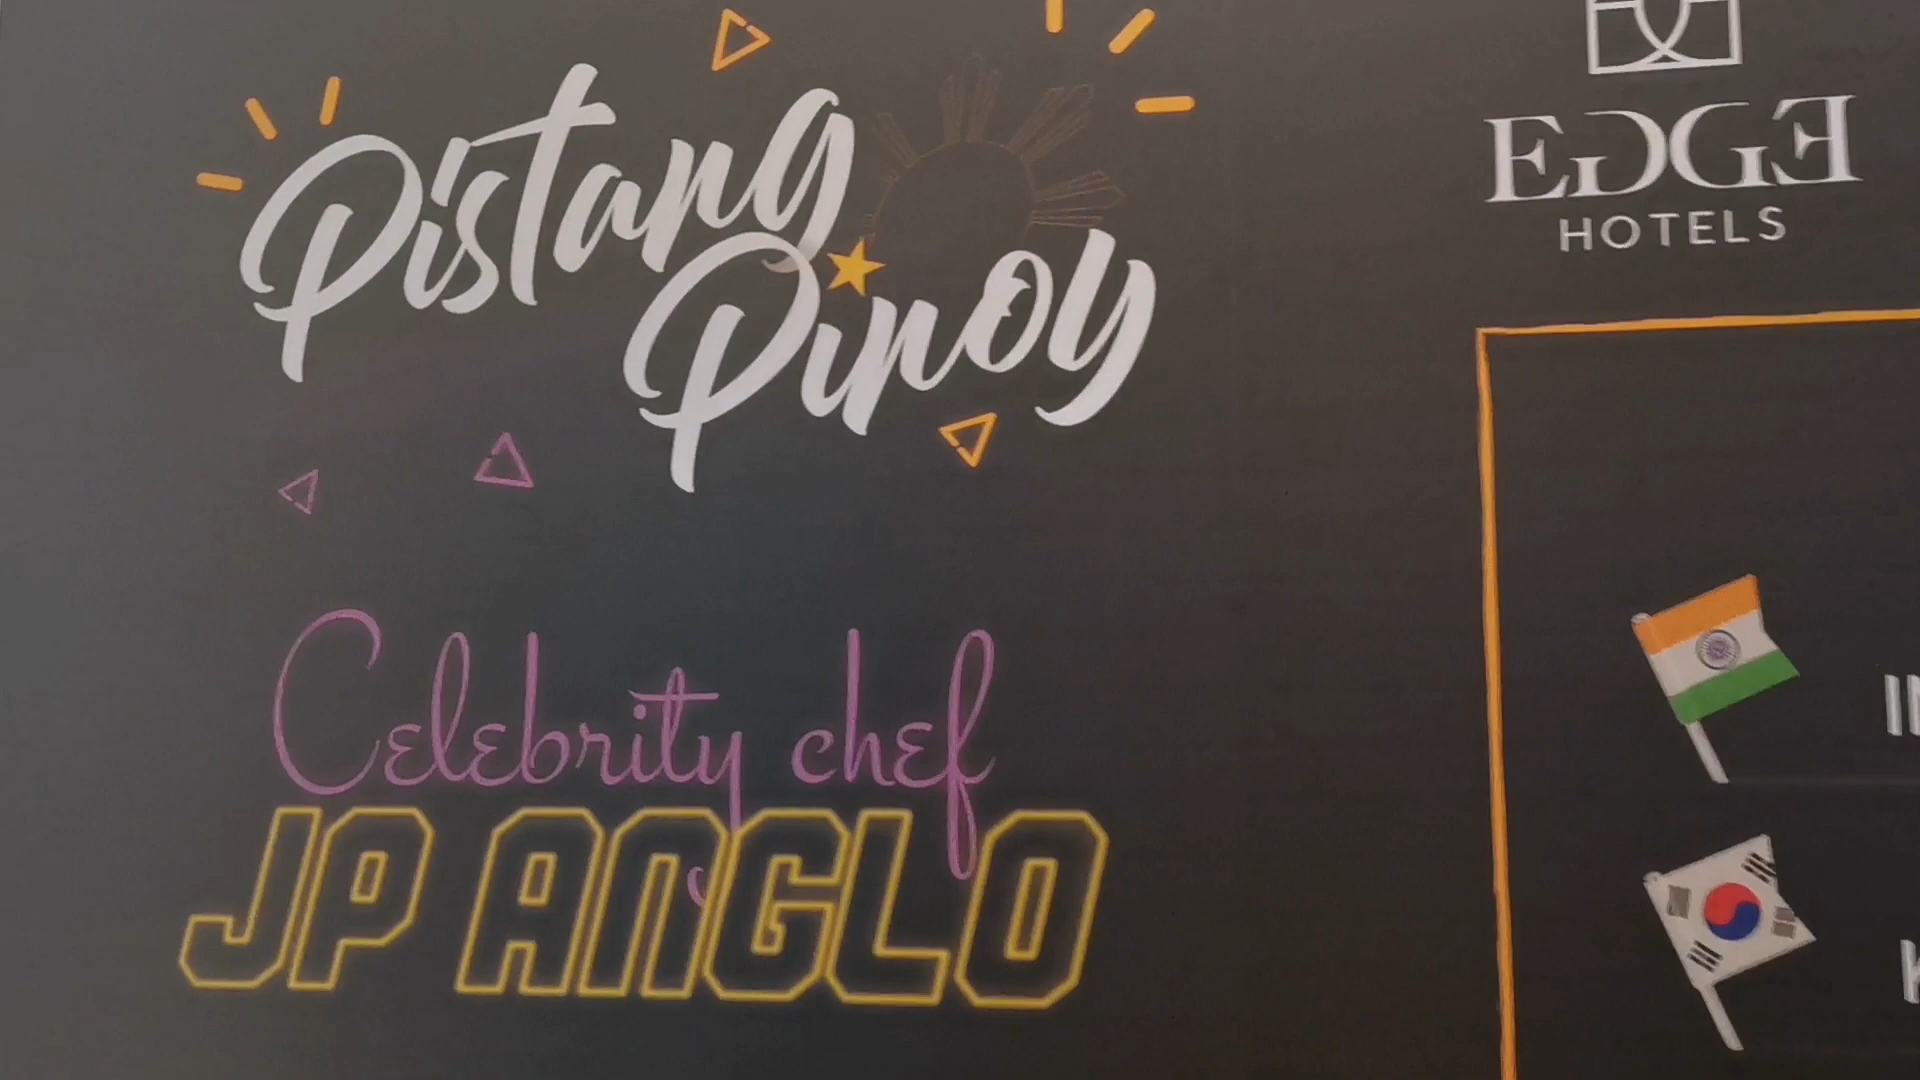 Pistang
Pinoy
Celebrity chef
JP ANGLO
EDGE
HOTELS